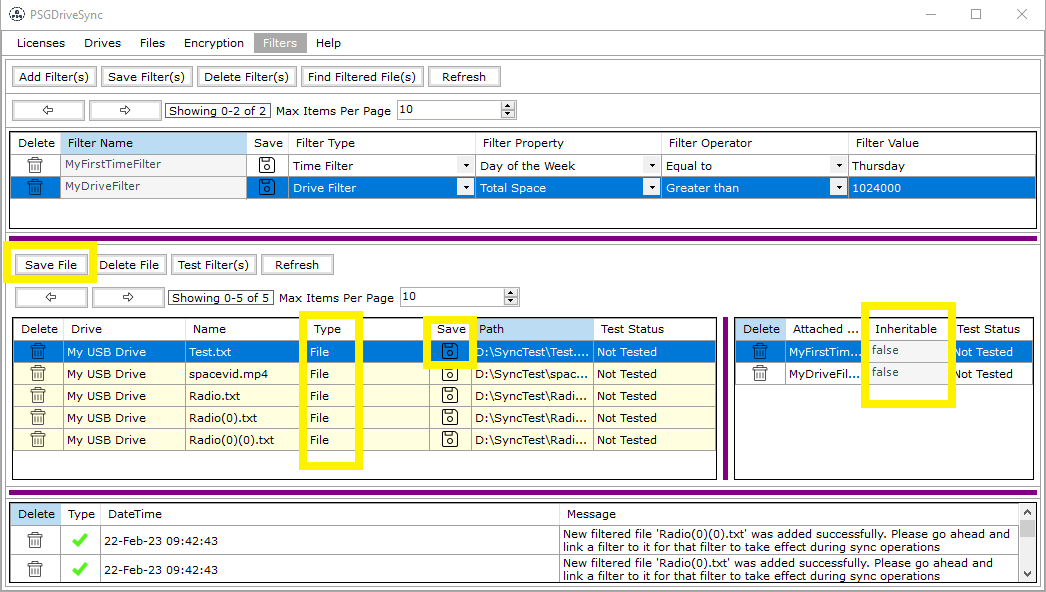 PSGDriveSync
Licenses Drives Files Encryption Filters Help
Add Filter(s) Save Filter(s) Delete Filter(s) Find Filtered File(s) Refresh
Showing 0-2 of 2 Max Items Per Page 10
Delete Filter Name Save Filter Type Filter Property Filter Operator Filter Value
MyFirstTimeFilter Time Filter Day of the Week Equal to Thursday
MyDriveFilter Drive Filter Total Space Greater than 1024000
Save File Delete File Test Filter(s) Refresh
Showing 0-5 of 5 Max Items Per Page 10
Delete Drive Name Type Save Path Test Status
My USB Drive Test.txt File D:\SyncTest\Test.... Not Tested
My USB Drive spacevid.mp4 File D:\SyncTest\spac... Not Tested
My USB Drive Radio.txt File D:\SyncTest\Radi... Not Tested
My USB Drive Radio(0).txt File D:\SyncTest\Radi... Not Tested
My USB Drive Radio(0)(0).txt File D:\SyncTest\Radi... Not Tested
Delete Attached ... Inheritable Test Status
MyFirstTim... false Not Tested
MyDriveFil... false Not Tested
Delete Type DateTime Message
22-Feb-23 09:42:43 New filtered file 'Radio(0)(0).txt' was added successfully. Please go ahead and
link a filter to it for that filter to take effect during sync operations
22-Feb-23 09:42:43 New filtered file 'Radio(0).txt' was added successfully. Please go ahead and
link a filter to it for that filter to take effect during sync operations